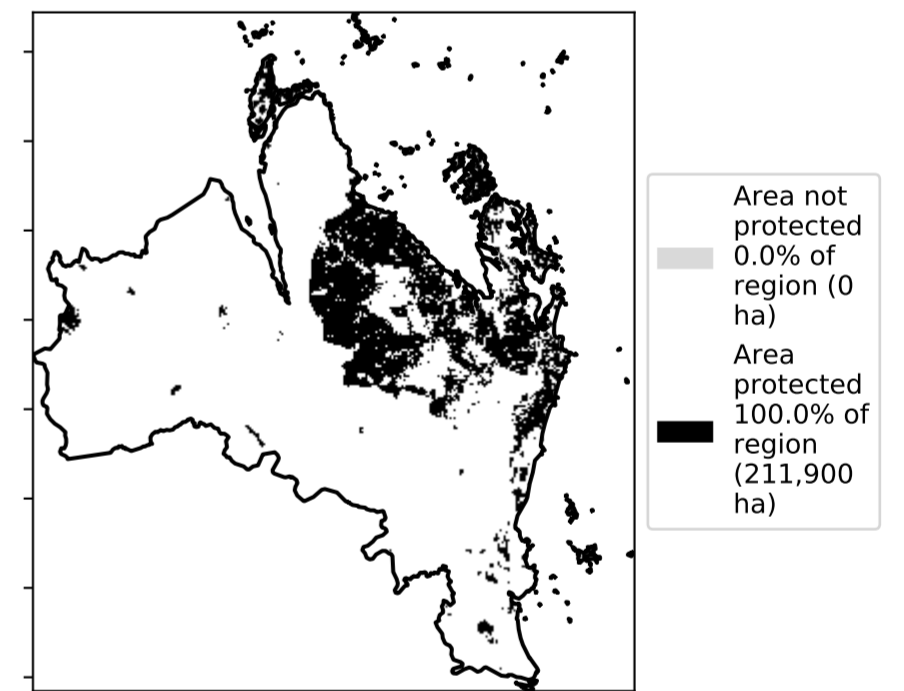 Area not
protected
0.0% of
region (0
ha)
Area
protected
100.0% of
region
(211,900
ha)